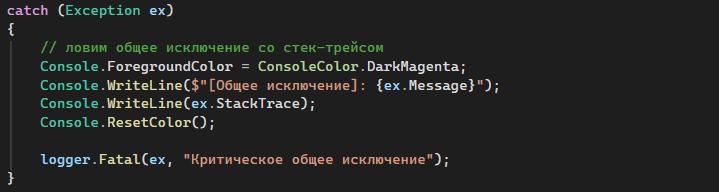 catch (Exception ex)
{
    // ловим общее исключение со стек-трейсом
    Console.ForegroundColor = ConsoleColor.DarkMagenta;
    Console.WriteLine($"[Общее исключение]: {ex.Message}");
    Console.WriteLine(ex.StackTrace);
    Console.ResetColor();

    logger.Fatal(ex, "Критическое общее исключение");
}